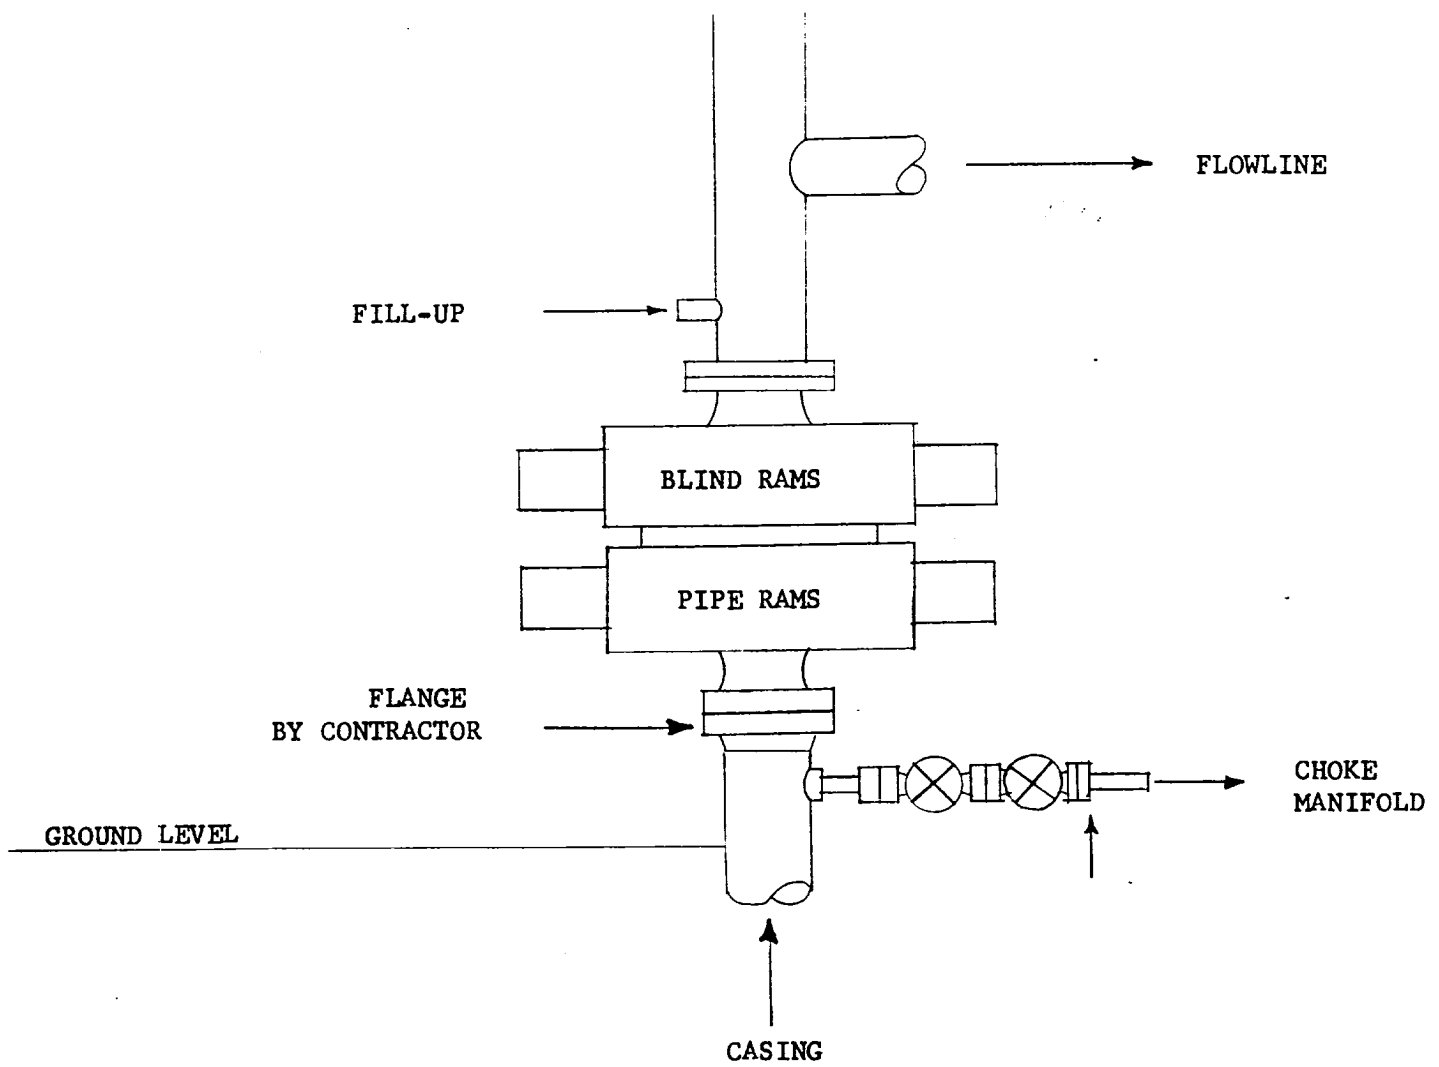 FLOWLINE
FILL-UP
BLIND RAMS
PIPE RAMS
FLANGE
BY CONTRACTOR
CHOKE
MANIFOLD
GROUND LEVEL
CASING